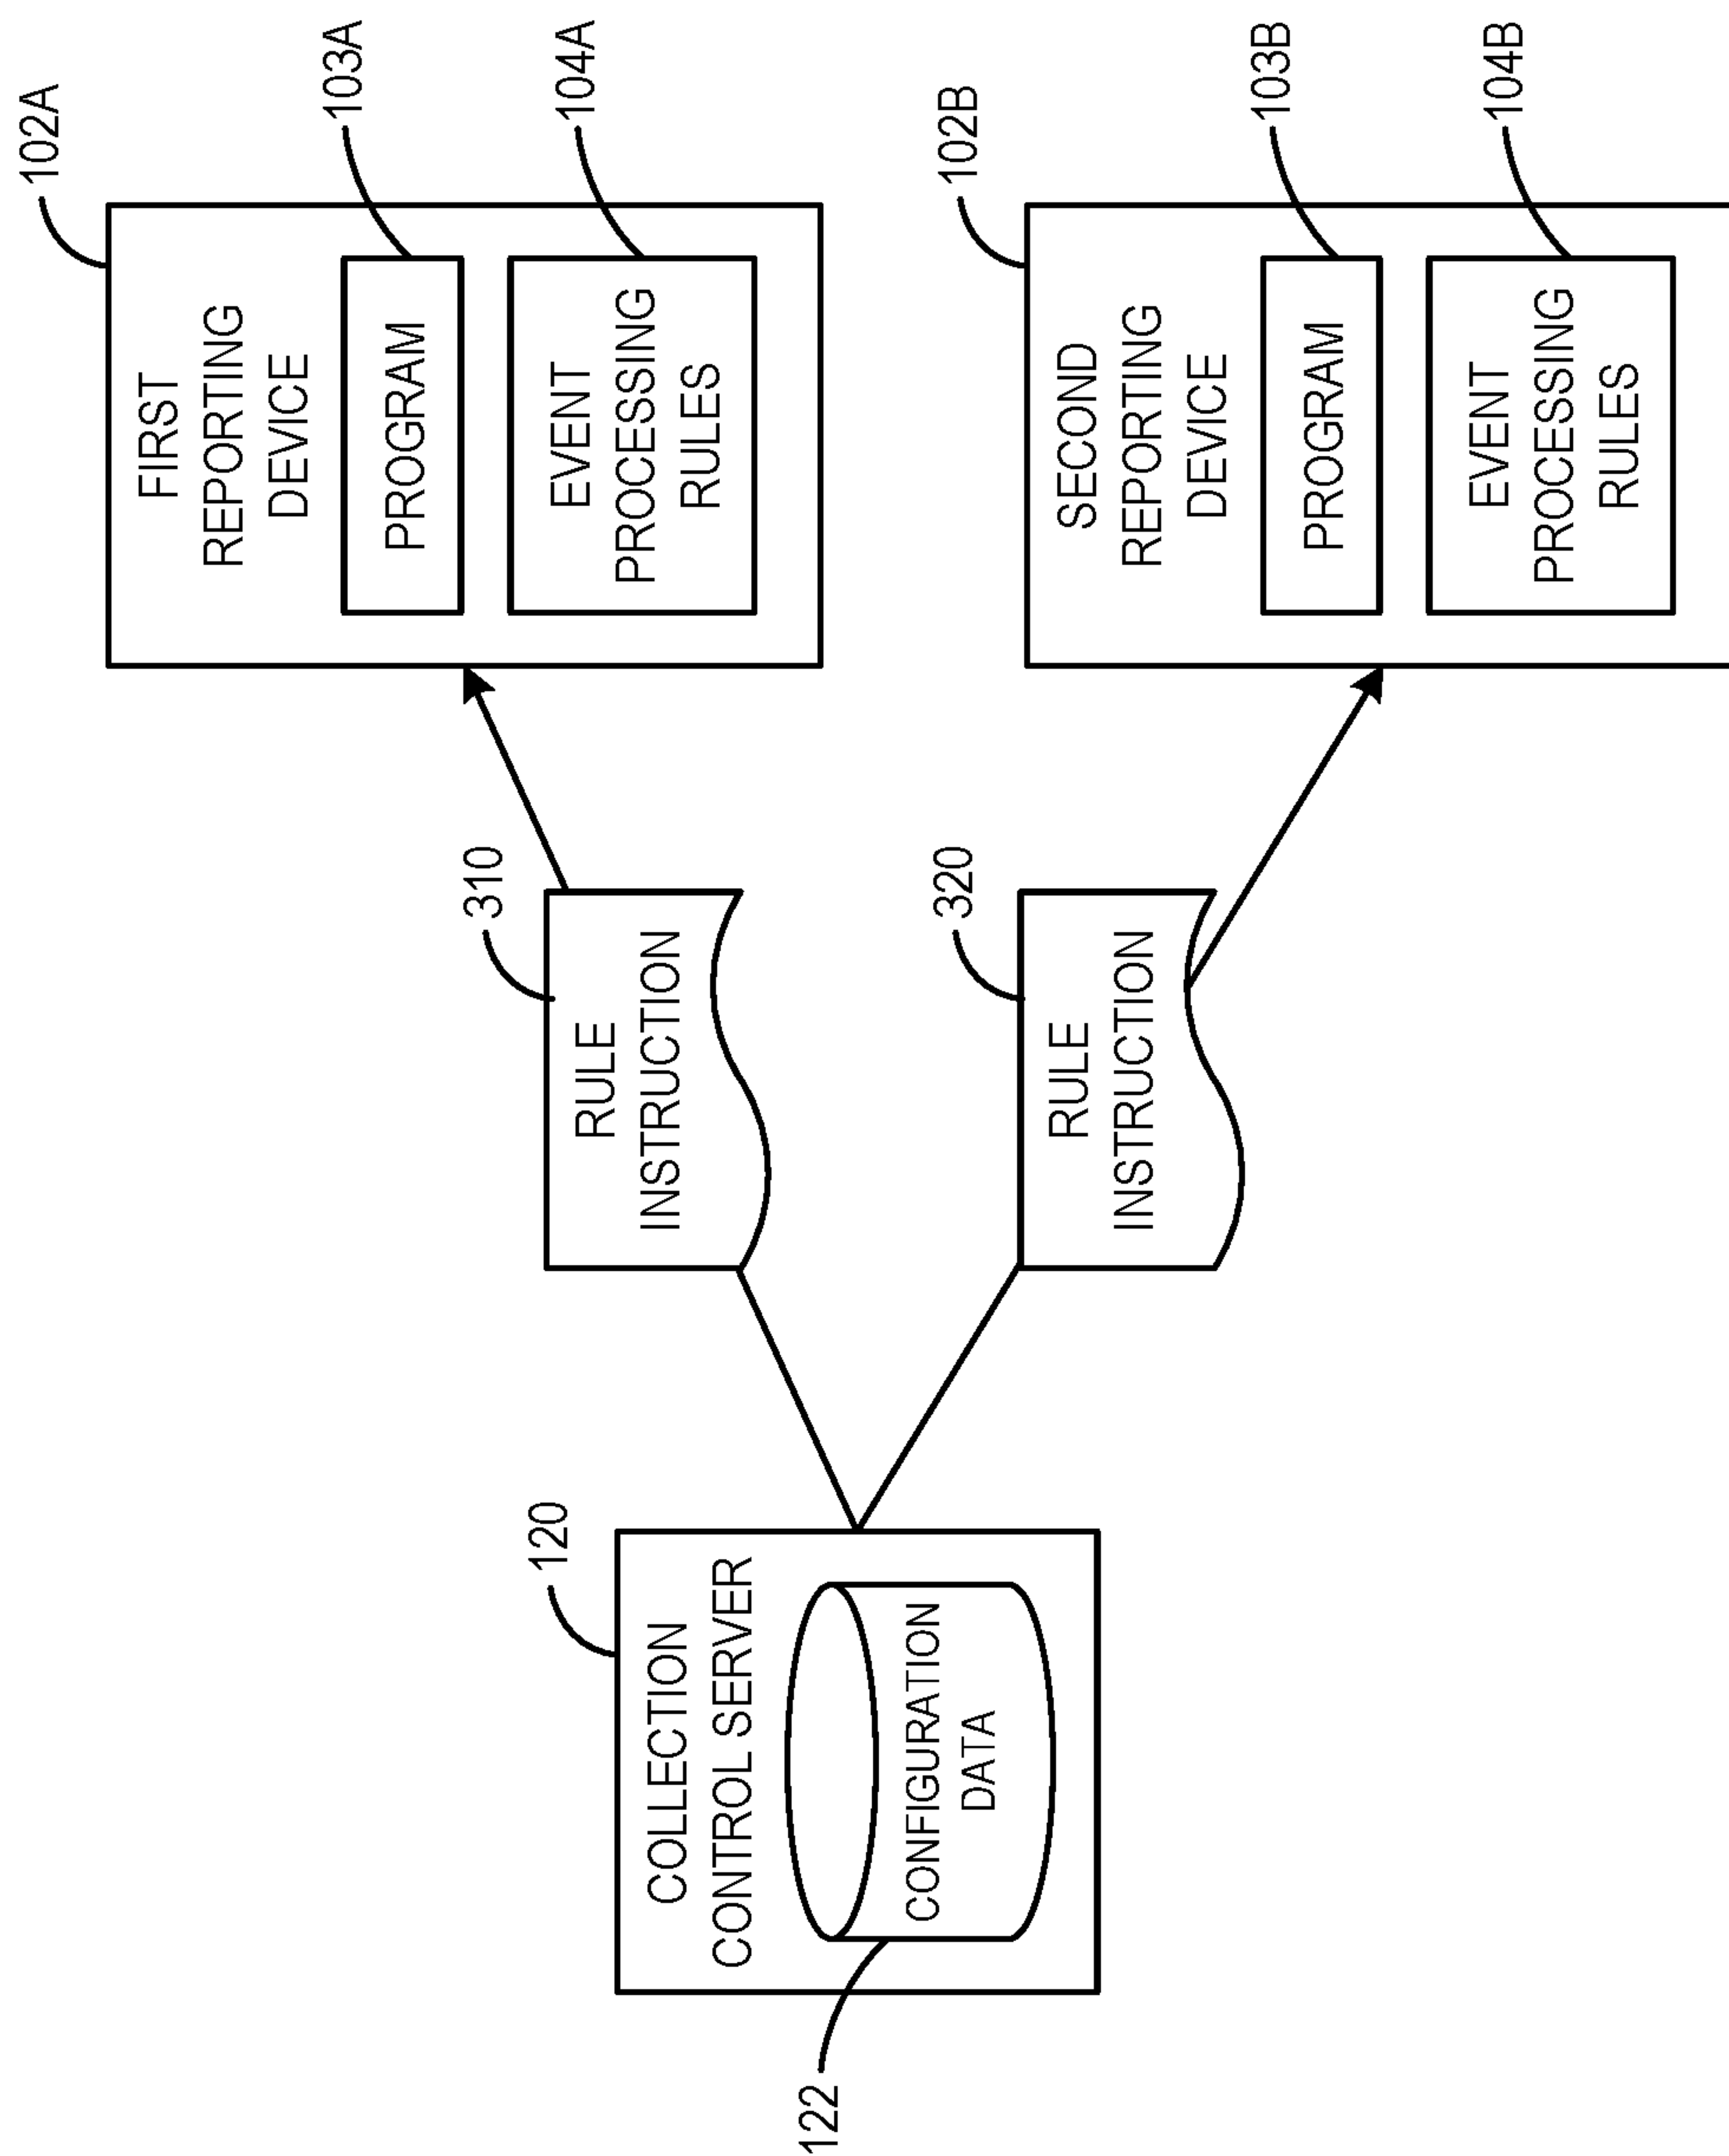 120
COLLECTION
CONTROL SERVER
CONFIGURATION
DATA
122
310
RULE
INSTRUCTION
320
RULE
INSTRUCTION
102A
FIRST
REPORTING
DEVICE
PROGRAM
103A
EVENT
PROCESSING
RULES
104A
102B
SECOND
REPORTING
DEVICE
PROGRAM
103B
EVENT
PROCESSING
RULES
104B